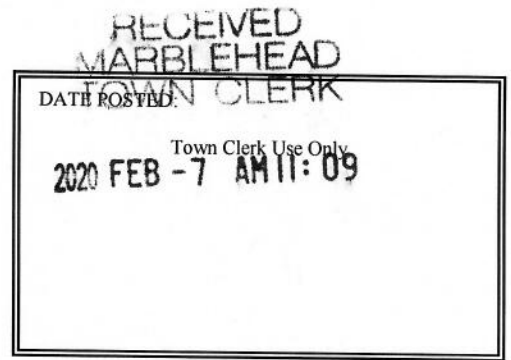 RECEIVED
MARBLEHEAD
TOWN CLERK
DATE POSTED:
Town Clerk Use Only
2020 FEB -7 AM 11: 09